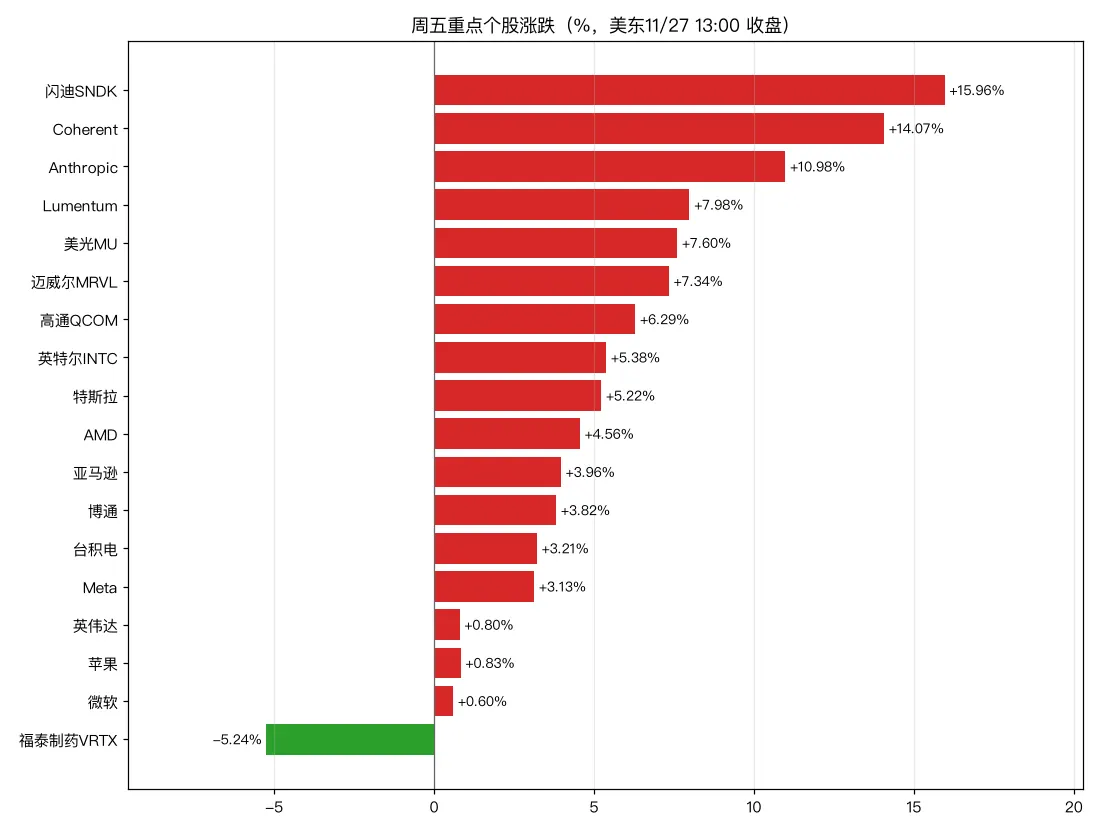 周五重点个股涨跌（%，美东11/27 13:00 收盘）
闪迪SNDK +15.96%
Coherent +14.07%
Anthropic +10.98%
Lumentum +7.98%
美光MU +7.60%
迈威尔MRVL +7.34%
高通QCOM +6.29%
英特尔INTC +5.38%
特斯拉 +5.22%
AMD +4.56%
亚马逊 +3.96%
博通 +3.82%
台积电 +3.21%
Meta +3.13%
英伟达 +0.80%
苹果 +0.83%
微软 +0.60%
福泰制药VRTX −5.24%
−5 0 5 10 15 20